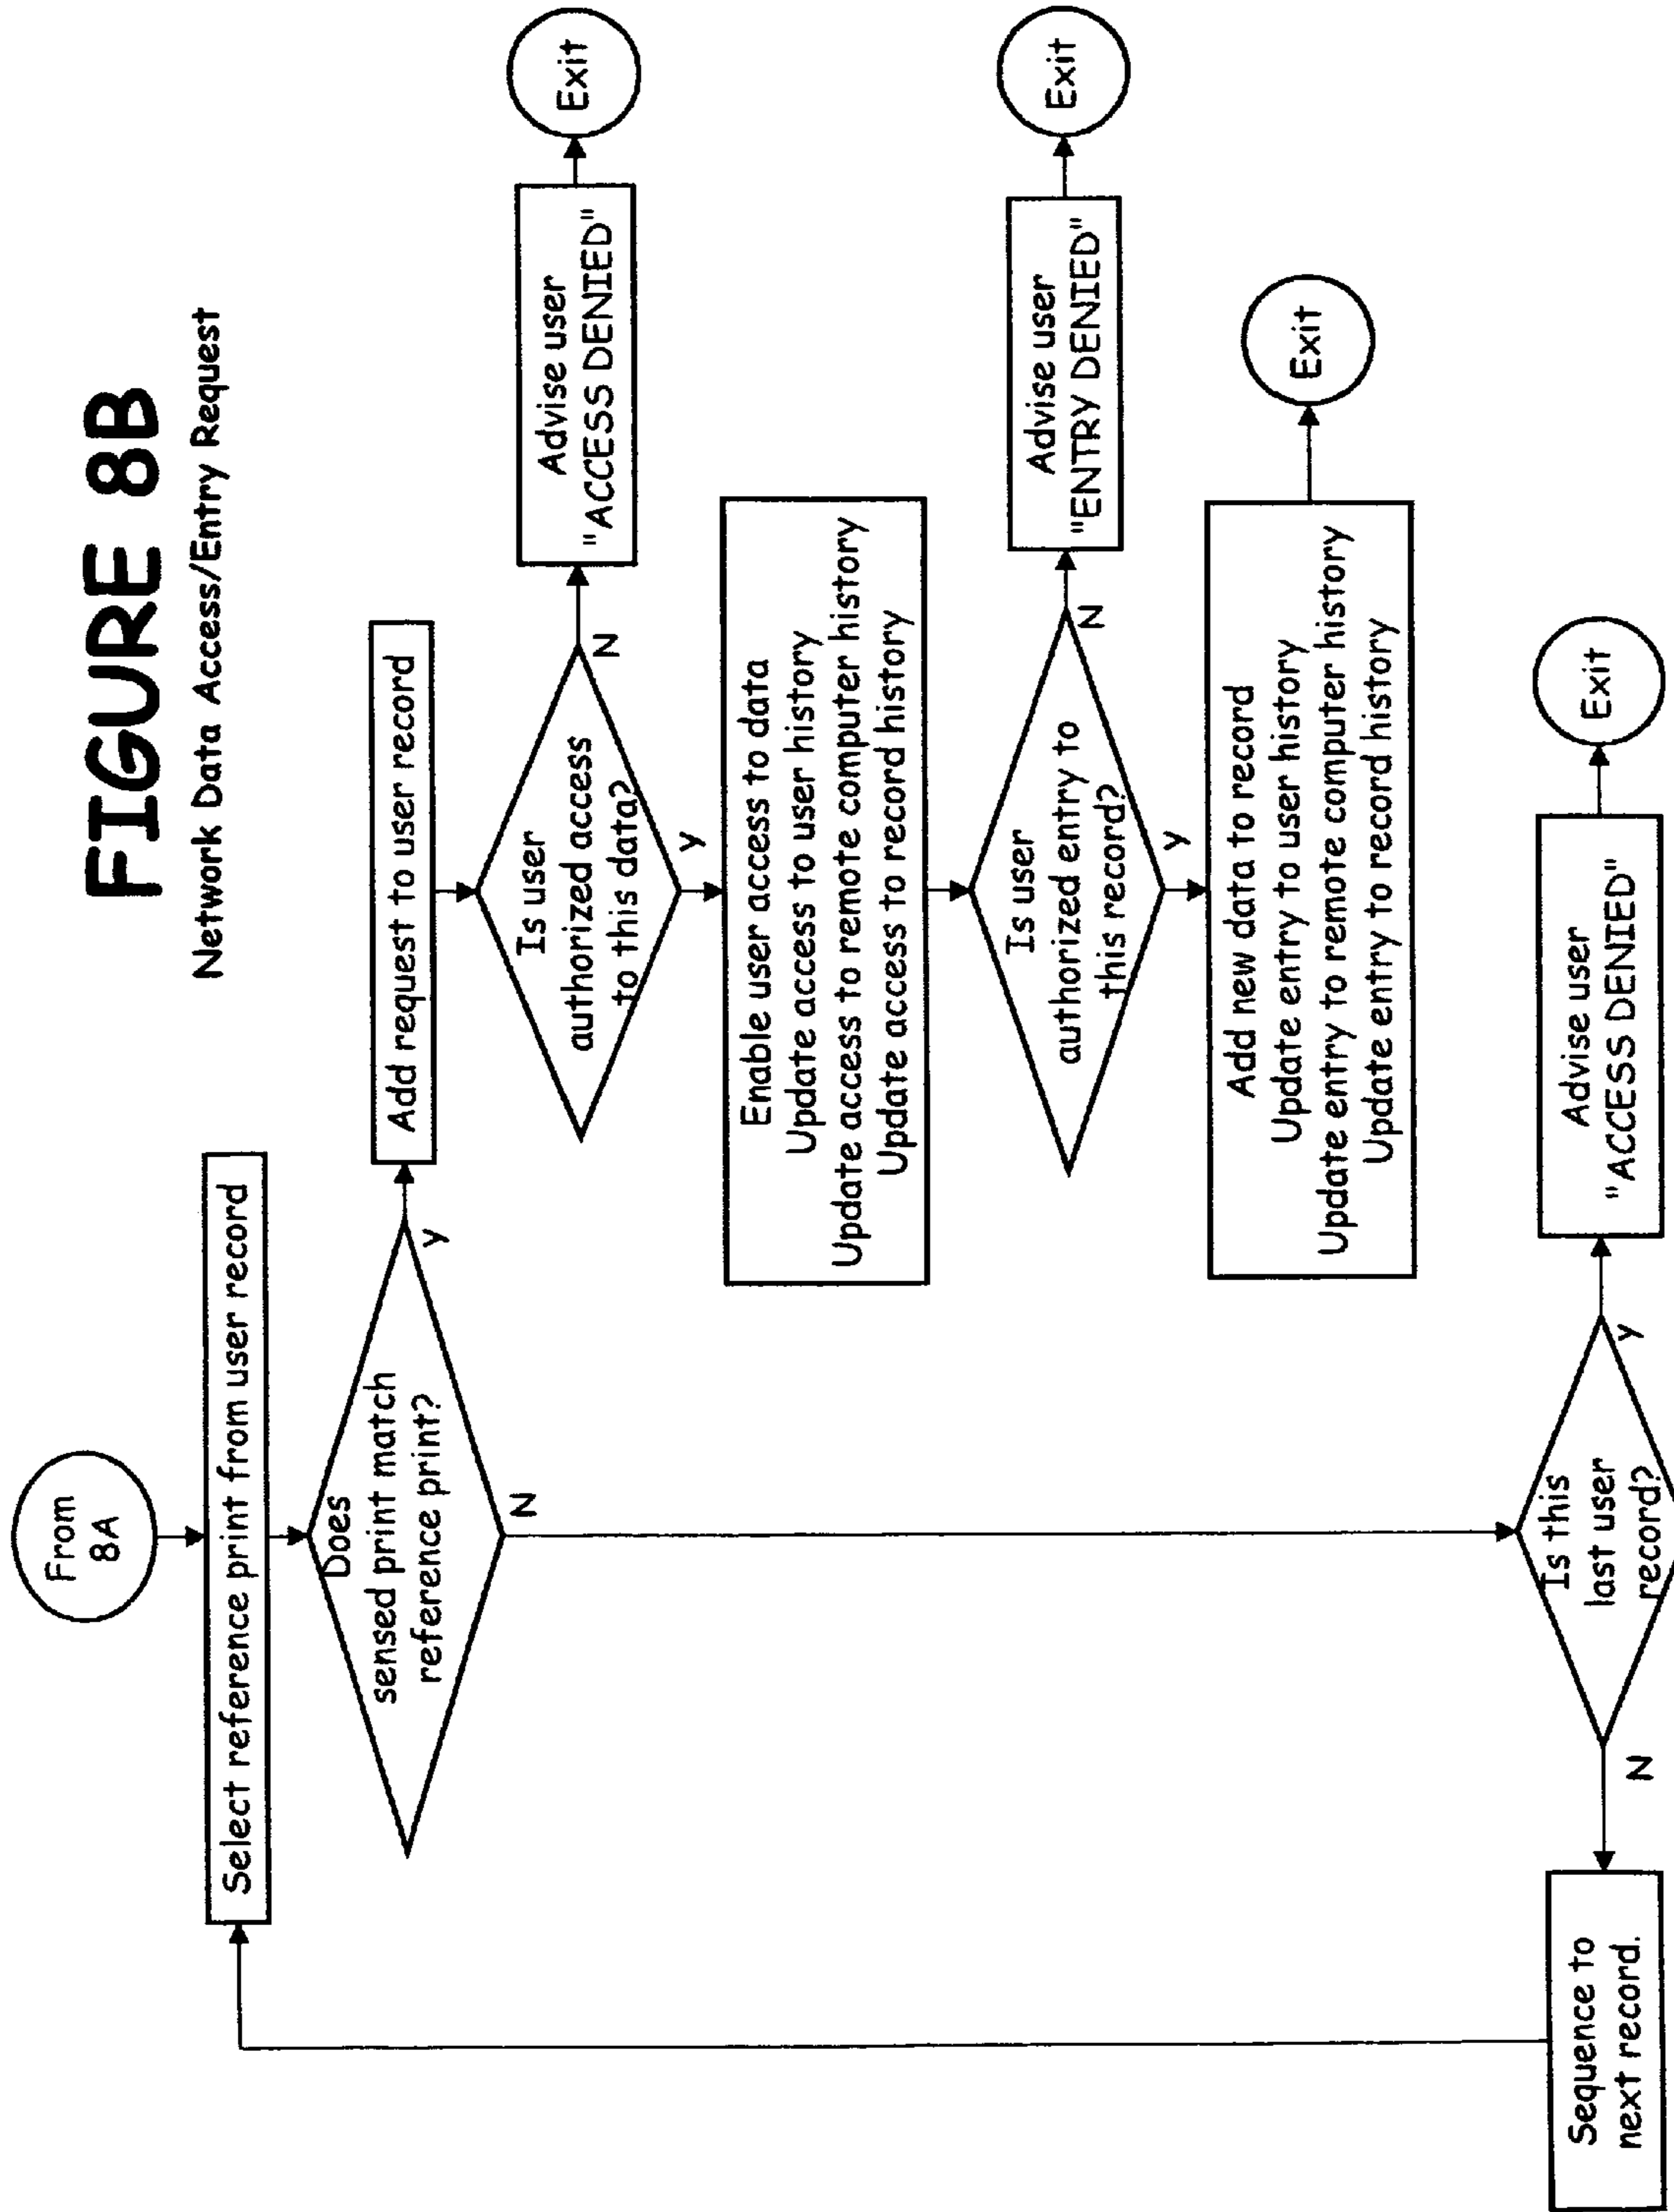 FIGURE 8B
Network Data Access/Entry Request
From
8A
Select reference print from user record
Does
sensed print match
reference print?
Y
N
Add request to user record
Is user
authorized access
to this data?
N
Y
Advise user
"ACCESS DENIED"
Exit
Enable user access to data
Update access to user history
Update access to remote computer history
Update access to record history
Is user
authorized entry to
this record?
N
Y
Advise user
"ENTRY DENIED"
Exit
Add new data to record
Update entry to user history
Update entry to remote computer history
Update entry to record history
Exit
Is this
last user
record?
Y
N
Advise user
"ACCESS DENIED"
Exit
Sequence to
next record.